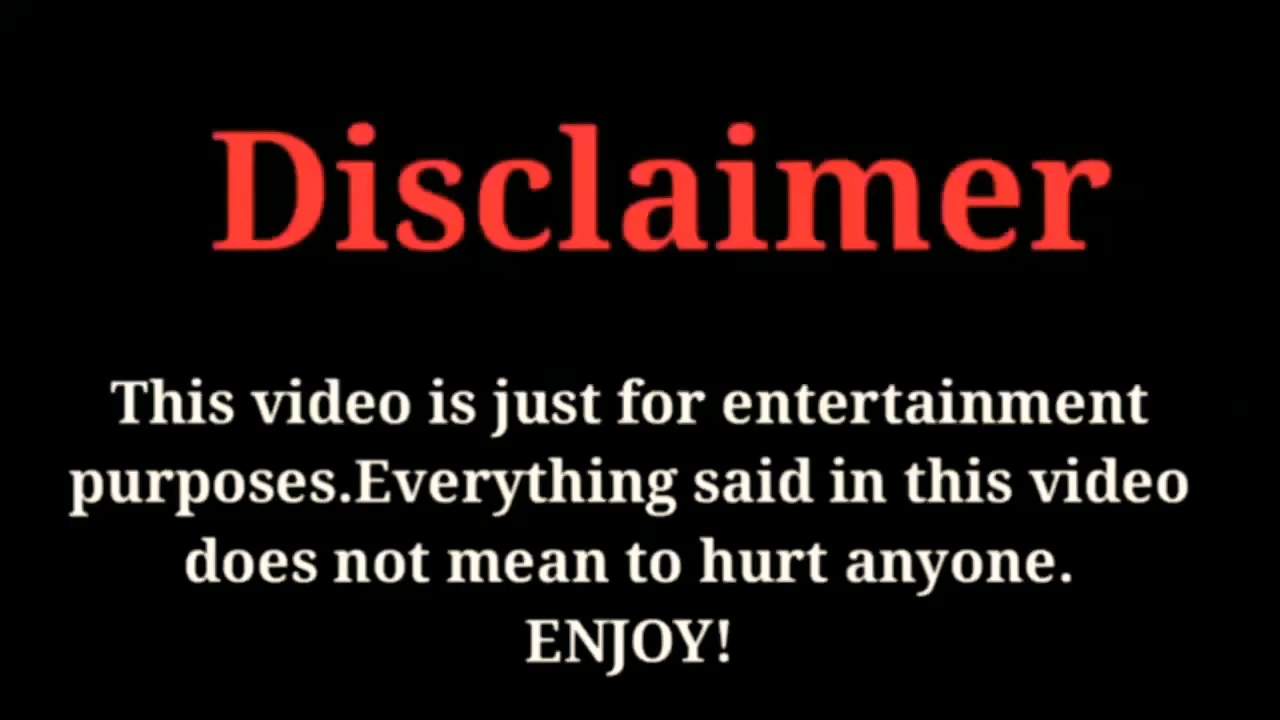 Disclaimer
This video is just for entertainment
purposes.Everything said in this video
does not mean to hurt anyone.
ENJOY!